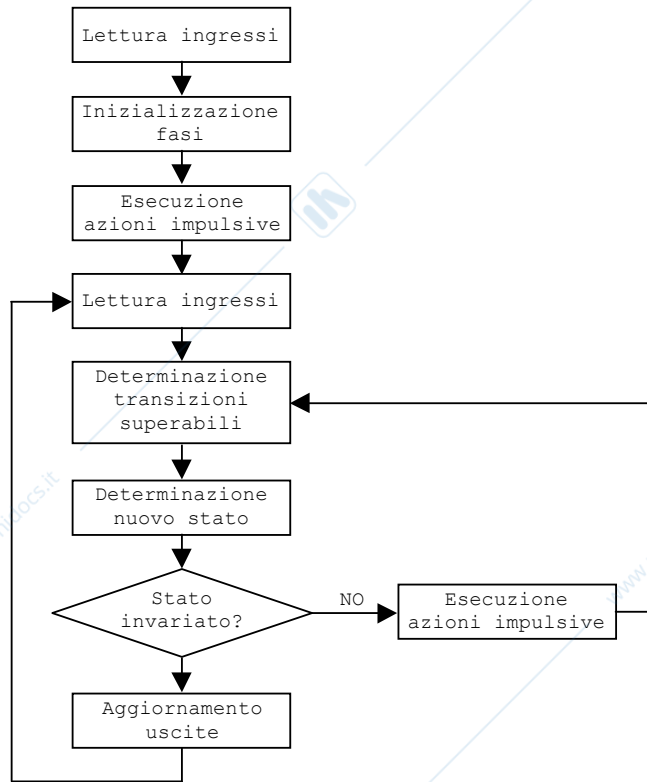 Lettura ingressi
Inizializzazione
fasi
Esecuzione
azioni impulsive
Lettura ingressi
Determinazione
transizioni
superabili
Determinazione
nuovo stato
Stato
invariato?
NO
Esecuzione
azioni impulsive
Aggiornamento
uscite